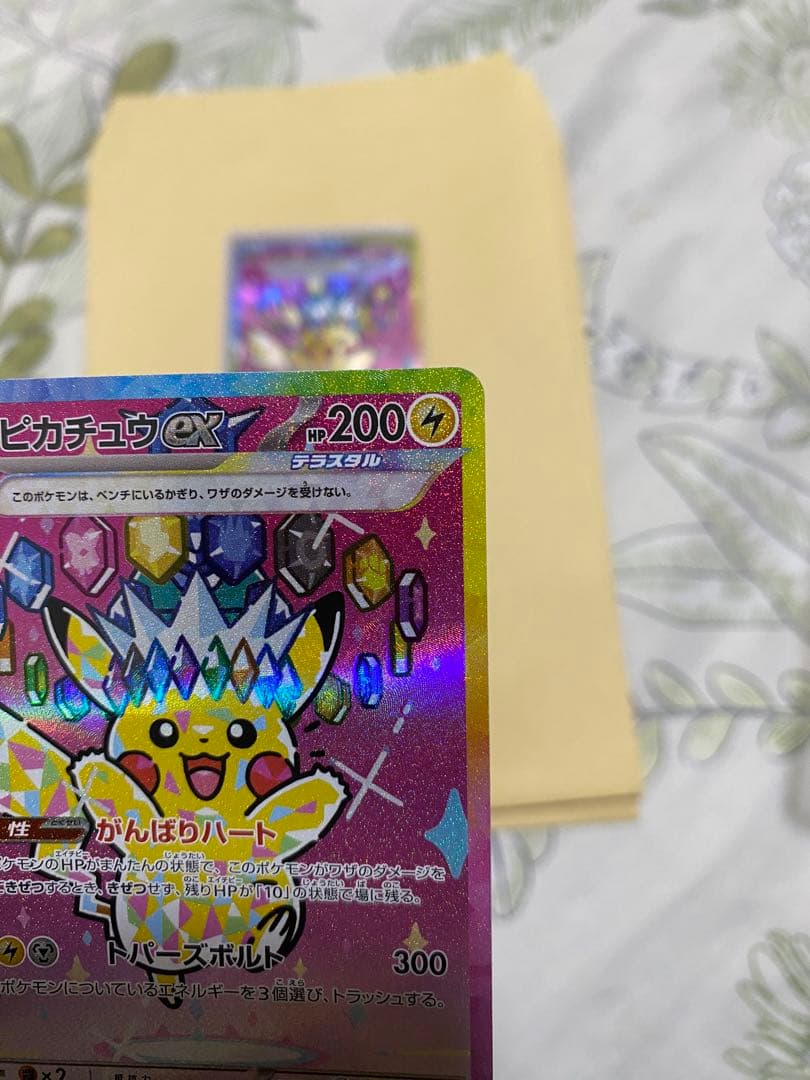 ピカチュウex HP200
テラスタル
このポケモンは、ベンチにいるかぎり、ワザのダメージを受けない。
性 がんばりハート
ポケモンのHPがまんたんの状態で、このポケモンがワザのダメージを
きぜつするとき、きぜつせず、残りHPが「10」の状態で場に残る。
トパーズボルト 300
ポケモンについているエネルギーを3個選び、トラッシュする。
×2 抵抗力